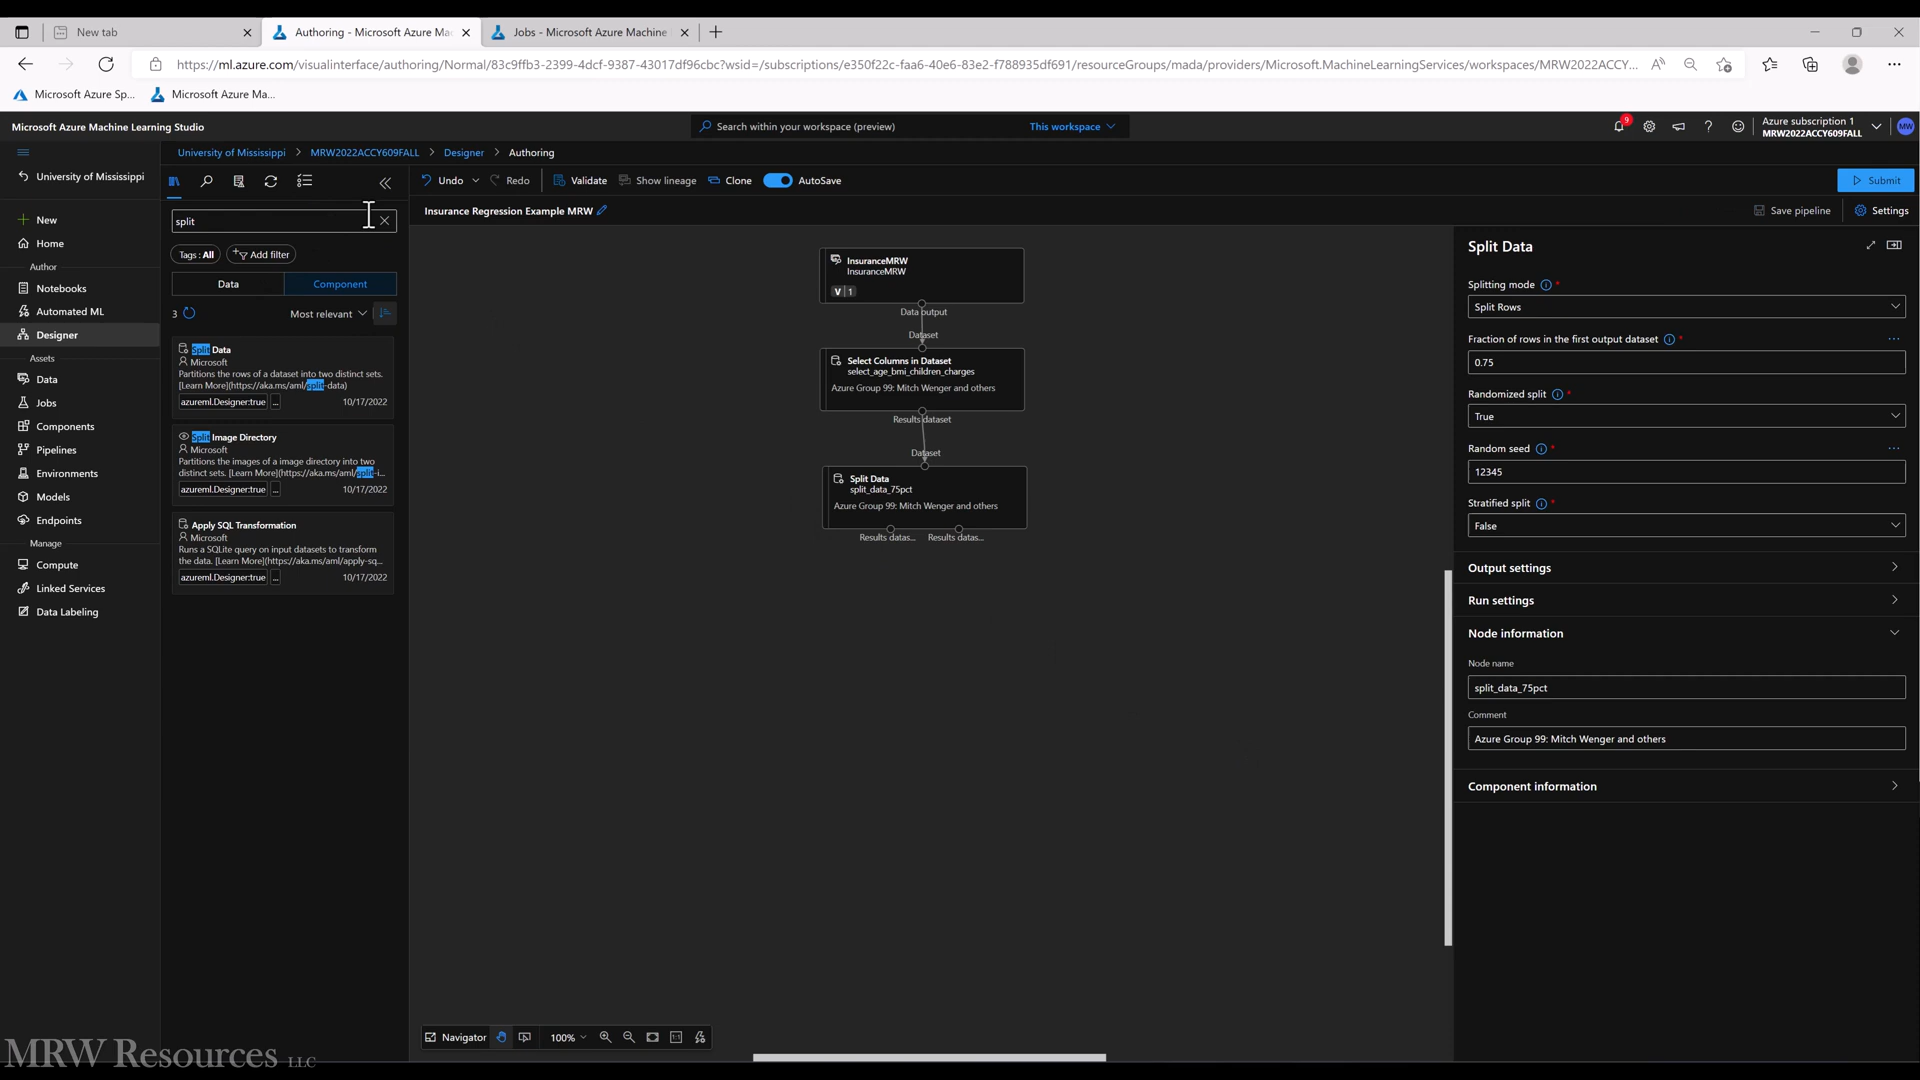 New tab
Authoring - Microsoft Azure Ma
Jobs - Microsoft Azure Machine
https://ml.azure.com/visualinterface/authoring/Normal/83c9ffb3-2399-4dcf-9387-43017df96cbc?wsid=/subscriptions/e350f22c-faa6-40e6-83e2-f788935df691/resourceGroups/mada/providers/Microsoft.MachineLearningServices/workspaces/MRW2022ACCY...
Microsoft Azure Sp...
Microsoft Azure Ma...
Microsoft Azure Machine Learning Studio
Search within your workspace (preview)
This workspace
9
Azure subscription 1
MRW2022ACCY609FALL
MW
University of Mississippi
New
Home
Author
Notebooks
Automated ML
Designer
Assets
Data
Jobs
Components
Pipelines
Environments
Models
Endpoints
Manage
Compute
Linked Services
Data Labeling
University of Mississippi > MRW2022ACCY609FALL > Designer > Authoring
split
Tags : All
Add filter
Data
Component
3
Most relevant
Split Data
Microsoft
Partitions the rows of a dataset into two distinct sets.
[Learn More](https://aka.ms/aml/split-data)
azureml.Designer:true ...
10/17/2022
Split Image Directory
Microsoft
Partitions the images of a image directory into two
distinct sets. [Learn More](https://aka.ms/aml/split-i...
azureml.Designer:true ...
10/17/2022
Apply SQL Transformation
Microsoft
Runs a SQLite query on input datasets to transform
the data. [Learn More](https://aka.ms/apply-sq...
azureml.Designer:true ...
10/17/2022
Undo
Redo
Validate
Show lineage
Clone
AutoSave
Submit
Insurance Regression Example MRW
Save pipeline
Settings
InsuranceMRW
InsuranceMRW
V 1
Data output
Dataset
Select Columns in Dataset
select_age_bmi_children_charges
Azure Group 99: Mitch Wenger and others
Results dataset
Dataset
Split Data
split_data_75pct
Azure Group 99: Mitch Wenger and others
Results datas...
Results datas...
Navigator
100%
1:1
Split Data
Splitting mode *
Split Rows
Fraction of rows in the first output dataset * ...
0.75
Randomized split *
True
Random seed * ...
12345
Stratified split *
False
Output settings
Run settings
Node information
Node name
split_data_75pct
Comment
Azure Group 99: Mitch Wenger and others
Component information
MRW Resources LLC